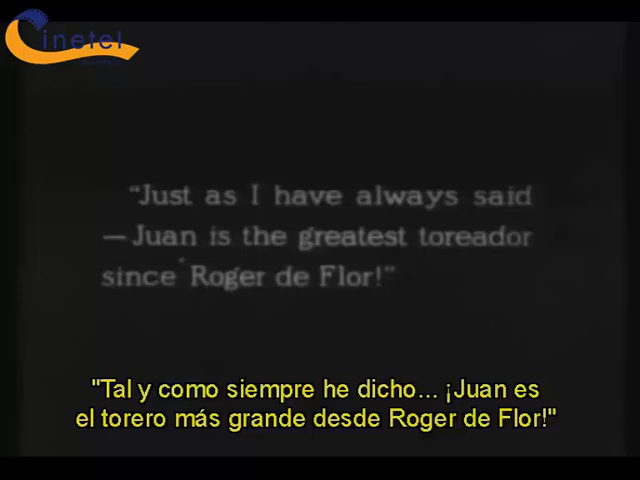 Cinetel
"Just as I have always said
—Juan is the greatest toreador
since Roger de Flor!"
"Tal y como siempre he dicho... ¡Juan es
el torero más grande desde Roger de Flor!"